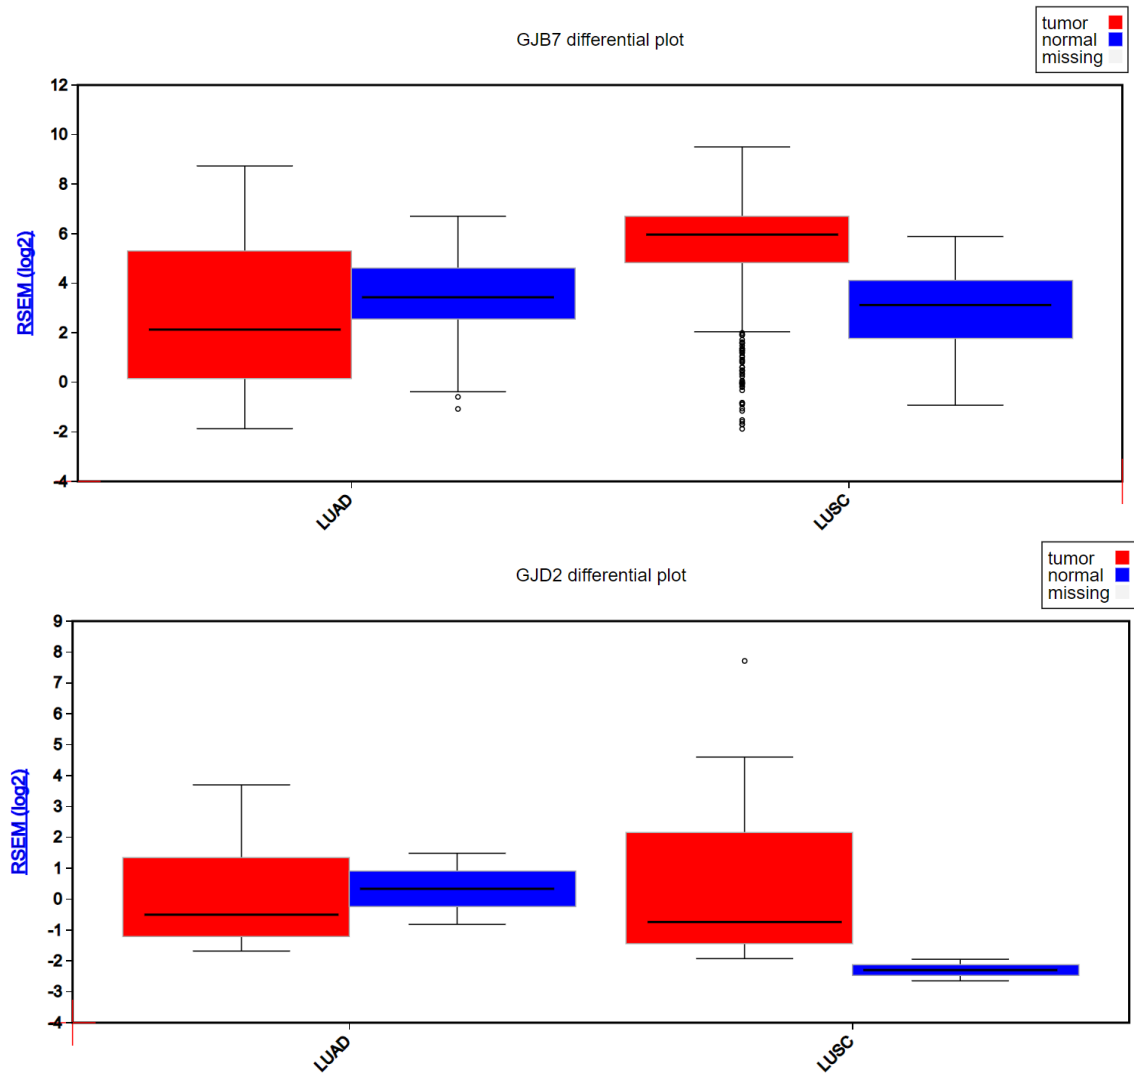 GJB7 differential plot
tumor
normal
missing
12
10
8
6
4
2
0
-2
-4
RSEM (log2)
LUAD
LUSC
GJD2 differential plot
tumor
normal
missing
9
8
7
6
5
4
3
2
1
0
-1
-2
-3
-4
RSEM (log2)
LUAD
LUSC